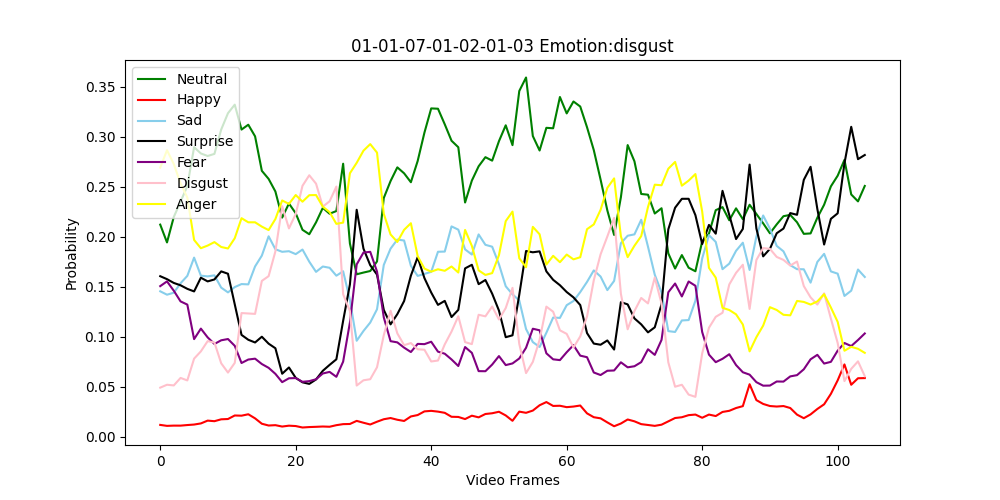 01-01-07-01-02-01-03 Emotion:disgust
Neutral
Happy
Sad
Surprise
Fear
Disgust
Anger
Probability
0.35
0.30
0.25
0.20
0.15
0.10
0.05
0.00
0 20 40 60 80 100
Video Frames